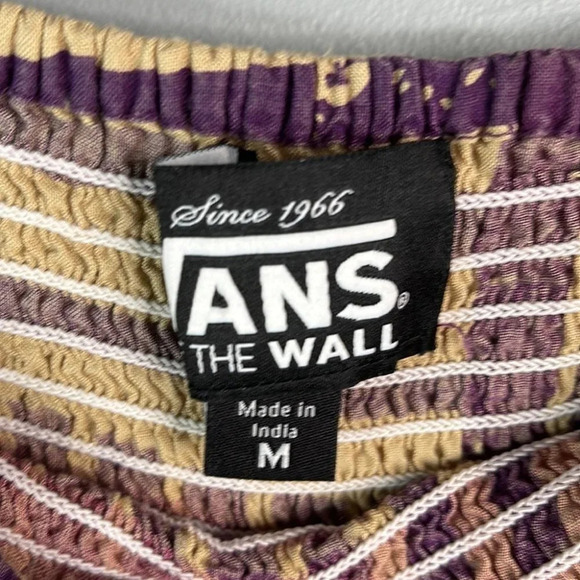 Since 1966
VANS®
THE WALL
Made in
India
M